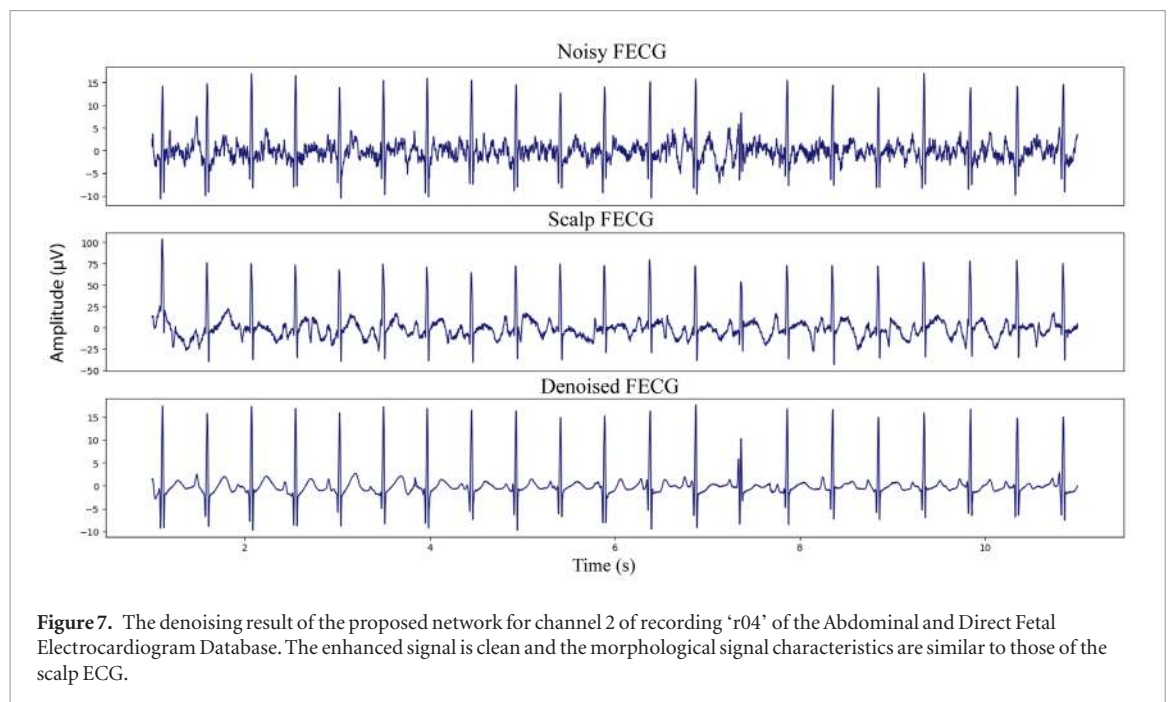 Noisy FECG
15
10
5
0
−5
−10
Scalp FECG
100
75
50
25
0
−25
−50
Amplitude (μV)
Denoised FECG
15
10
5
0
−5
−10
2 4 6 8 10
Time (s)
Figure 7. The denoising result of the proposed network for channel 2 of recording ‘r04’ of the Abdominal and Direct Fetal
Electrocardiogram Database. The enhanced signal is clean and the morphological signal characteristics are similar to those of the
scalp ECG.